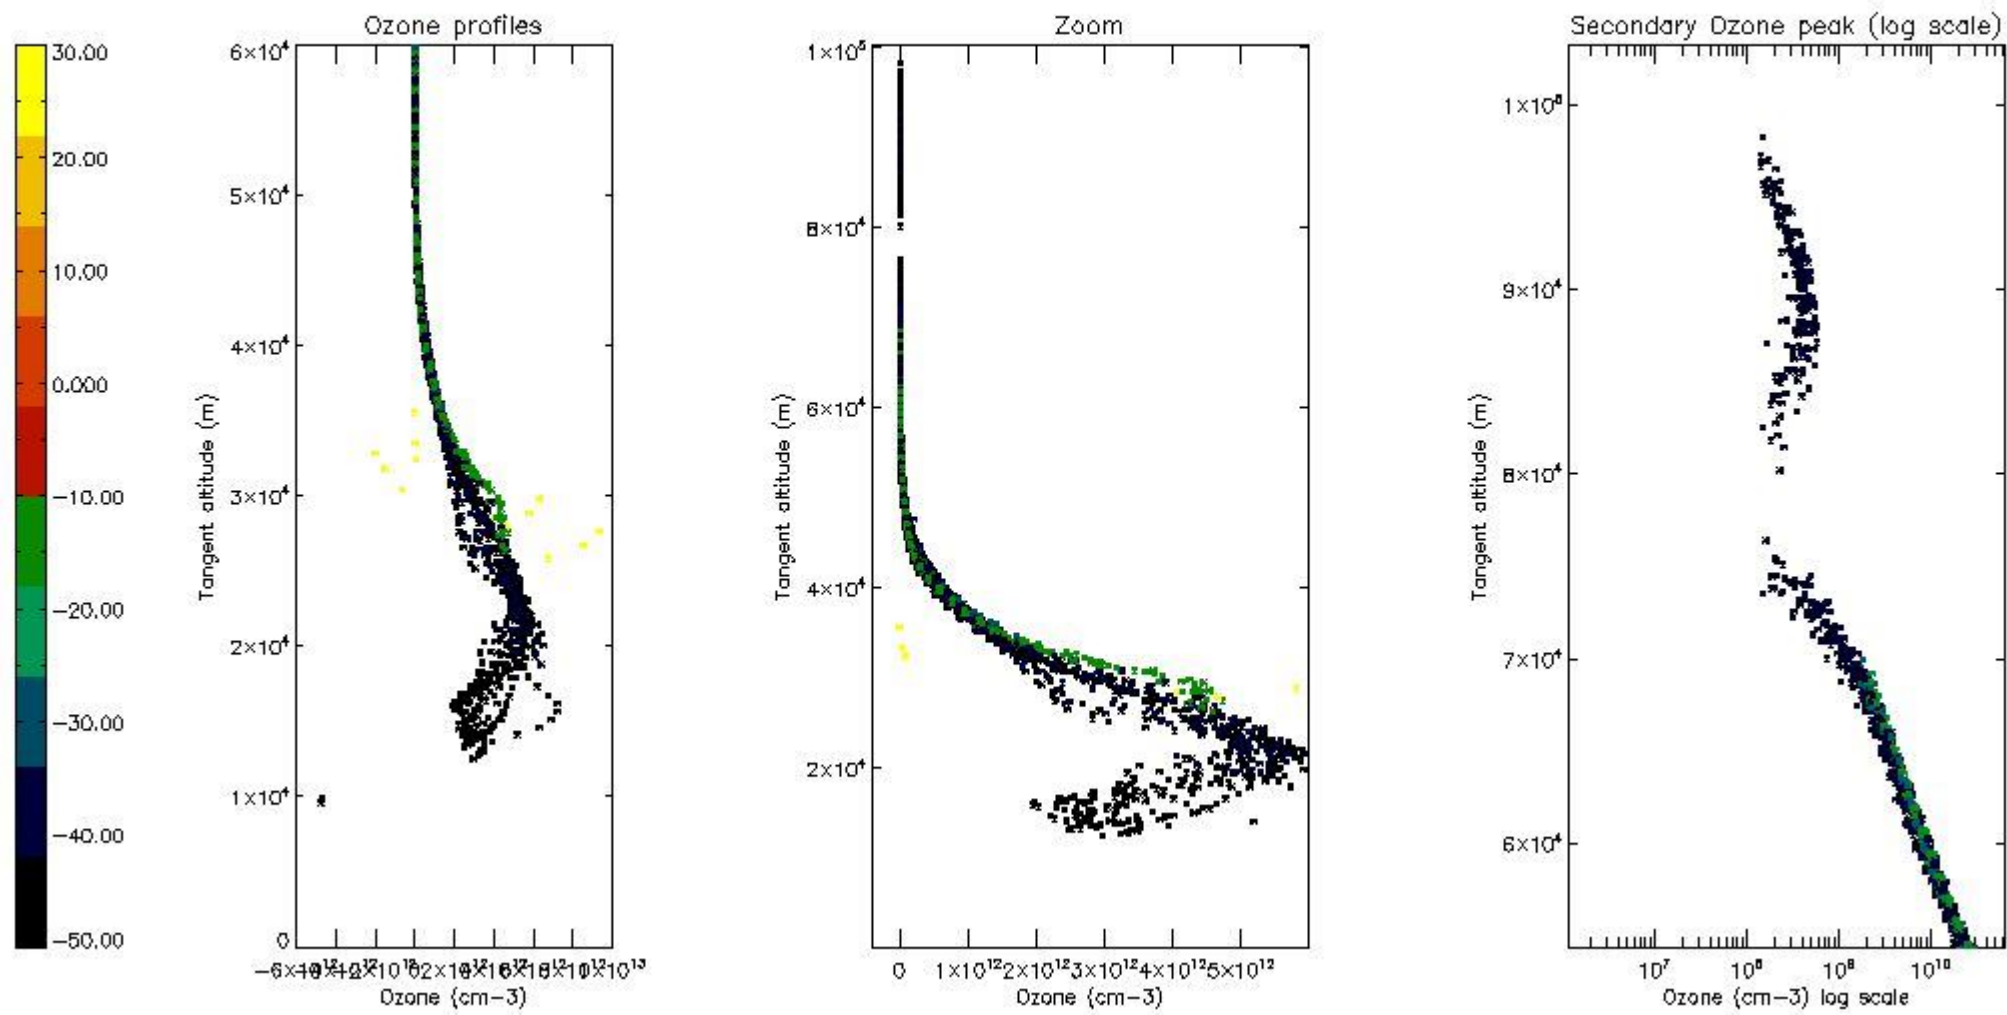 Ozone profiles
Zoom
Secondary Ozone peak (log scale)
30.00
20.00
10.00
0.000
−10.00
−20.00
−30.00
−40.00
−50.00
6×10⁴
5×10⁴
4×10⁴
3×10⁴
2×10⁴
1×10⁴
0
Tangent altitude (m)
Ozone (cm−3)
1×10⁵
8×10⁴
6×10⁴
4×10⁴
2×10⁴
Tangent altitude (m)
0 1×10¹² 2×10¹² 3×10¹² 4×10¹² 5×10¹²
Ozone (cm−3)
9×10⁴
8×10⁴
7×10⁴
6×10⁴
Tangent altitude (m)
10⁷ 10⁸ 10⁹ 10¹⁰
Ozone (cm−3) log scale